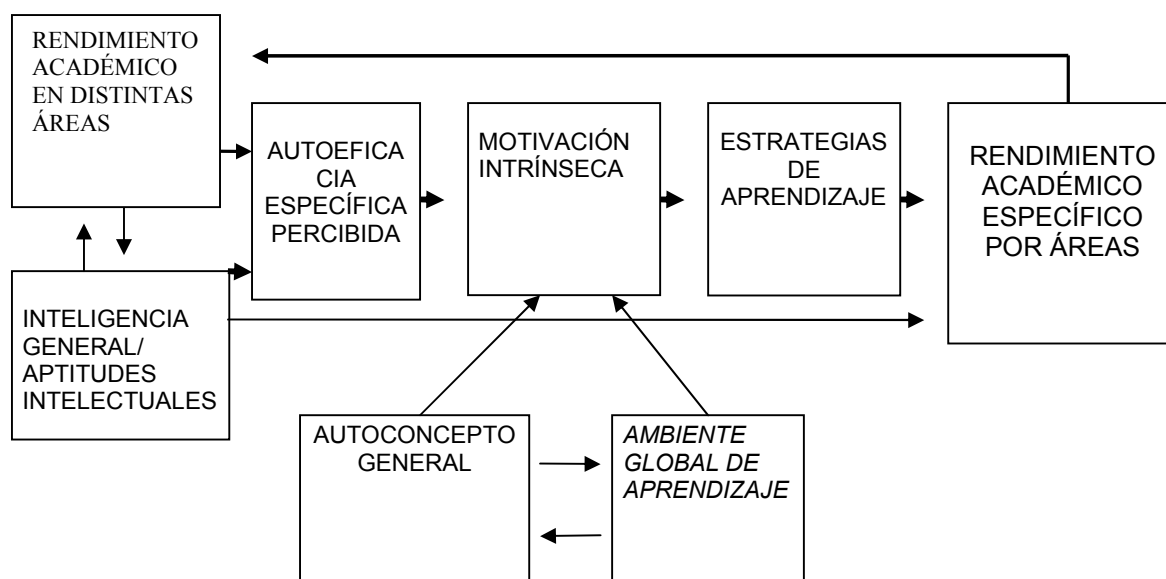 RENDIMIENTO
ACADÉMICO
EN DISTINTAS
ÁREAS
AUTOEFICA
CIA
ESPECÍFICA
PERCIBIDA
MOTIVACIÓN
INTRÍNSECA
ESTRATEGIAS
DE
APRENDIZAJE
RENDIMIENTO
ACADÉMICO
ESPECÍFICO
POR ÁREAS
INTELIGENCIA
GENERAL/
APTITUDES
INTELECTUALES
AUTOCONCEPTO
GENERAL
AMBIENTE
GLOBAL DE
APRENDIZAJE